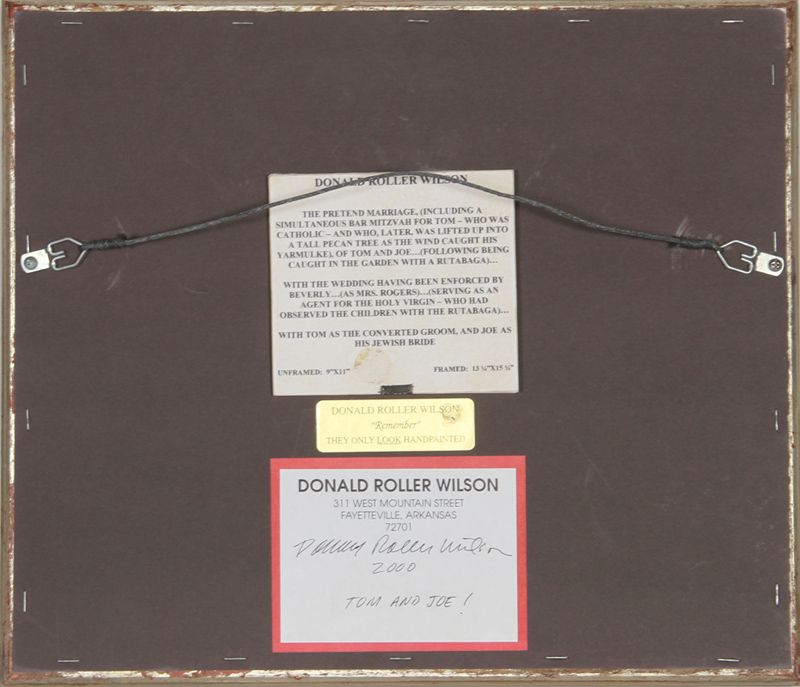 DONALD ROLLER WILSON
THE PRETEND MARRIAGE, (INCLUDING A
SIMULTANEOUS BAR MITZVAH FOR TOM – WHO WAS
CATHOLIC – AND WHO, LATER, WAS LIFTED UP INTO
A TALL PECAN TREE AS THE WIND CAUGHT HIS
YARMULKE), OF TOM AND JOE…(FOLLOWING BEING
CAUGHT IN THE GARDEN WITH A RUTABAGA)…
WITH THE WEDDING HAVING BEEN ENFORCED BY
BEVERLY…(AS MRS. ROGERS)…(SERVING AS AN
AGENT FOR THE HOLY VIRGIN – WHO HAD
OBSERVED THE CHILDREN WITH THE RUTABAGA)…
WITH TOM AS THE CONVERTED GROOM, AND JOE AS
HIS JEWISH BRIDE
UNFRAMED: 9"X11" FRAMED: 13 ¼"X15 ¼"
DONALD ROLLER WILSON
"Remember"
THEY ONLY LOOK HANDPAINTED
DONALD ROLLER WILSON
311 WEST MOUNTAIN STREET
FAYETTEVILLE, ARKANSAS
72701
Donny Roller Wilson
2000
TOM AND JOE!